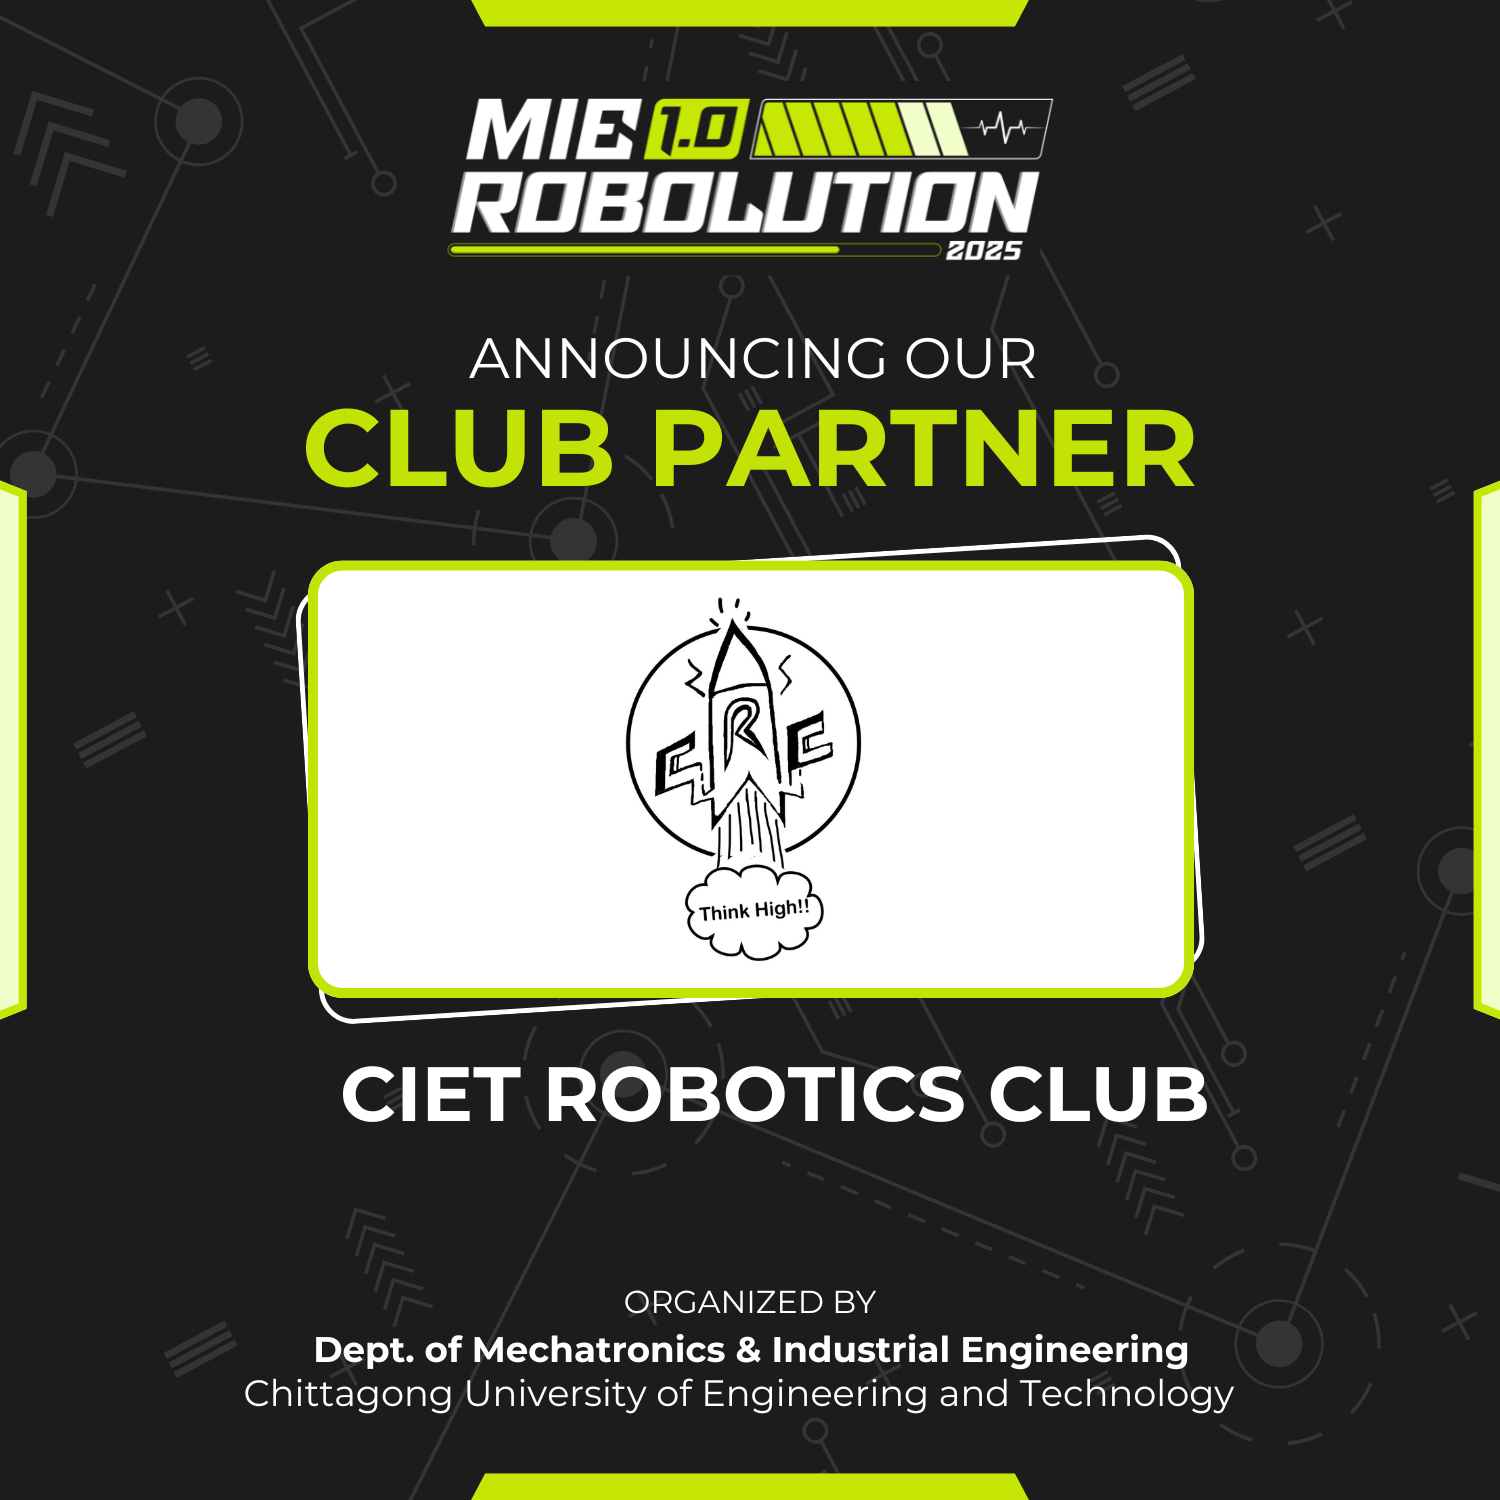 MIE 1.0
ROBOLUTION
2025
ANNOUNCING OUR
CLUB PARTNER
CRC
Think High!!
CIET ROBOTICS CLUB
ORGANIZED BY
Dept. of Mechatronics & Industrial Engineering
Chittagong University of Engineering and Technology